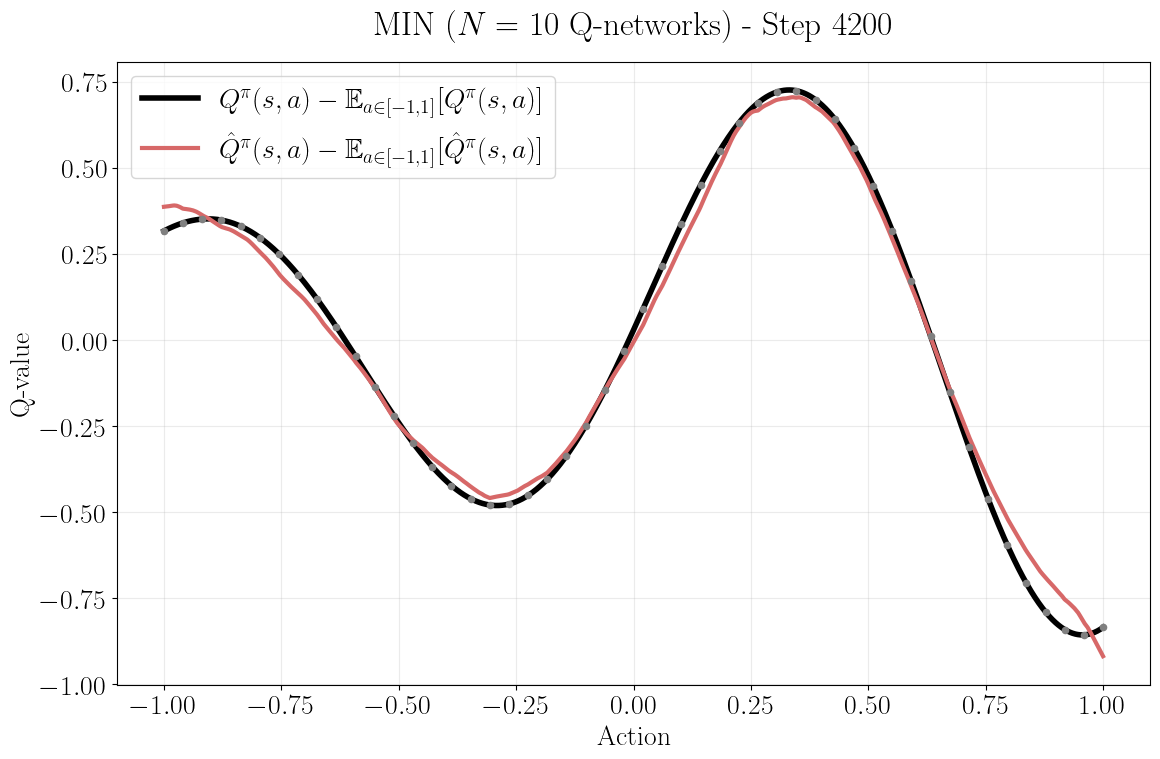 MIN (N = 10 Q-networks) - Step 4200
Q^π(s, a) − 𝔼_{a∈[−1,1]}[Q^π(s, a)]
Q̂^π(s, a) − 𝔼_{a∈[−1,1]}[Q̂^π(s, a)]
Q-value
0.75
0.50
0.25
0.00
−0.25
−0.50
−0.75
−1.00
−1.00 −0.75 −0.50 −0.25 0.00 0.25 0.50 0.75 1.00
Action